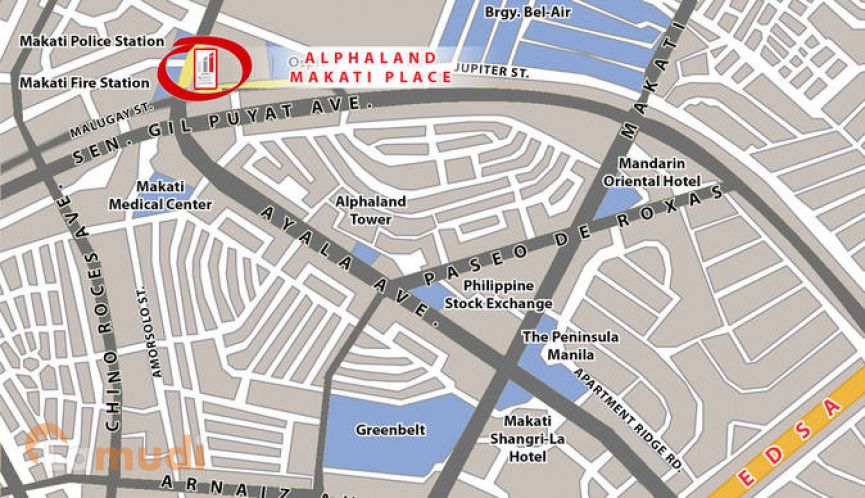 Brgy. Bel-Air
Makati Police Station
ALPHALAND
MAKATI PLACE
Makati Fire Station
JUPITER ST.
MALUGAY ST.
SEN. GIL PUYAT AVE.
MAKATI
Mandarin
Oriental Hotel
Makati
Medical Center
Alphaland
Tower
AYALA AVE.
PASEO DE ROXAS
Philippine
Stock Exchange
CHINO ROCES AVE.
AMORSOLO ST.
The Peninsula
Manila
APARTMENT RIDGE RD.
EDSA
Greenbelt
Makati
Shangri-La
Hotel
mudi
ARNAIZ